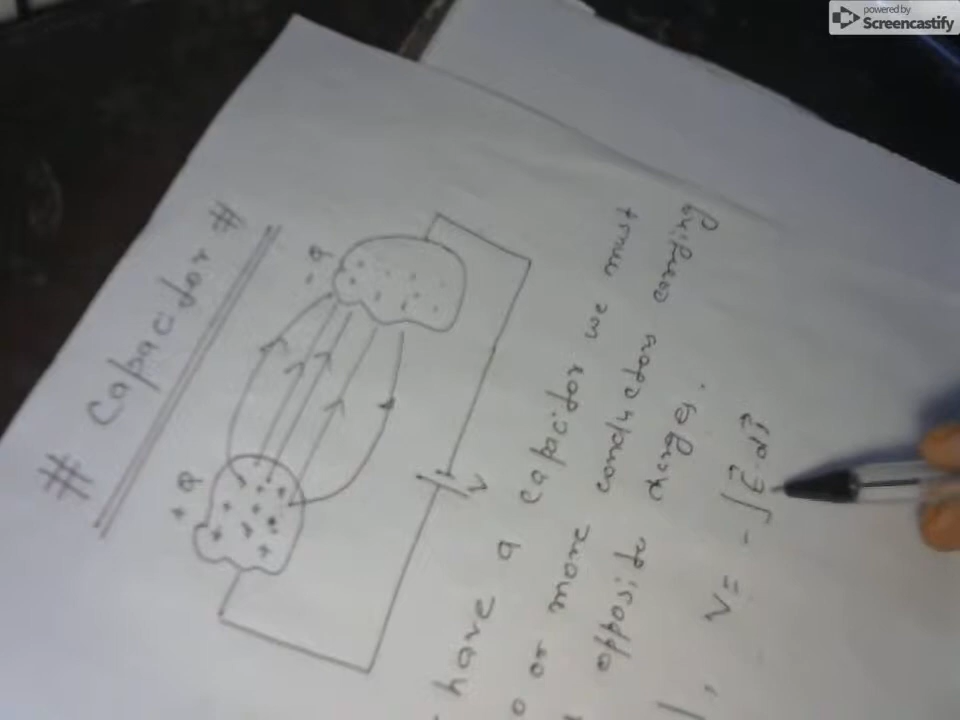 # Capacitor #
+Q
-Q
V
have a capacitor we must
or more conductors carrying
opposite charges.
, V = - ∫ E⃗ · dl⃗
powered by
Screencastify